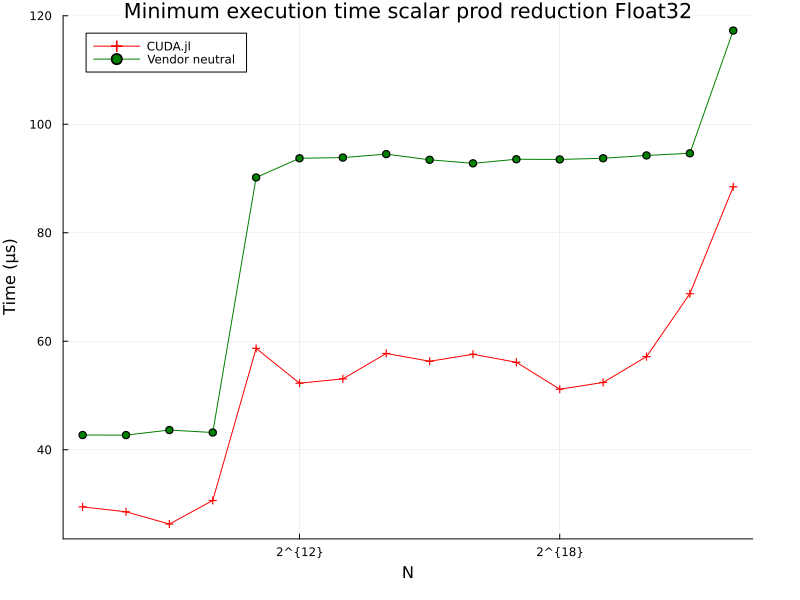 Minimum execution time scalar prod reduction Float32
CUDA.jl
Vendor neutral
Time (μs)
120
100
80
60
40
2^{12}
2^{18}
N